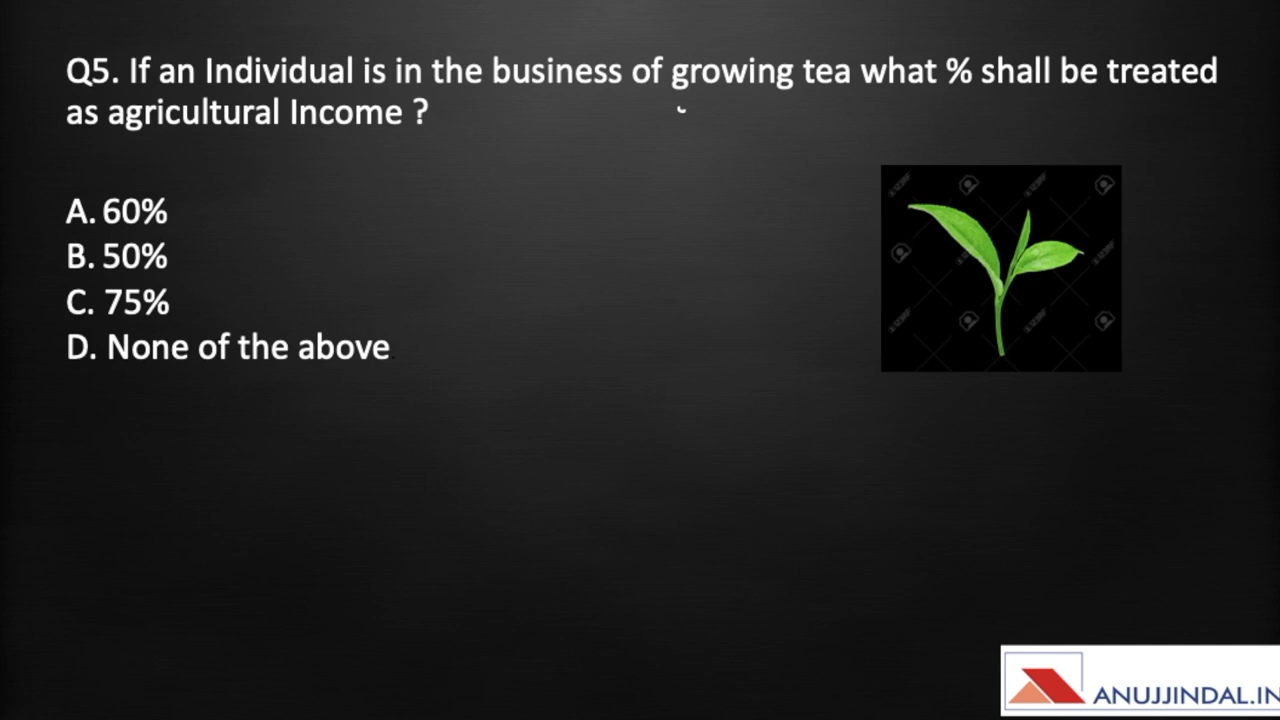 Q5. If an Individual is in the business of growing tea what % shall be treated
as agricultural Income ?
A. 60%
B. 50%
C. 75%
D. None of the above
ANUJJINDAL.IN